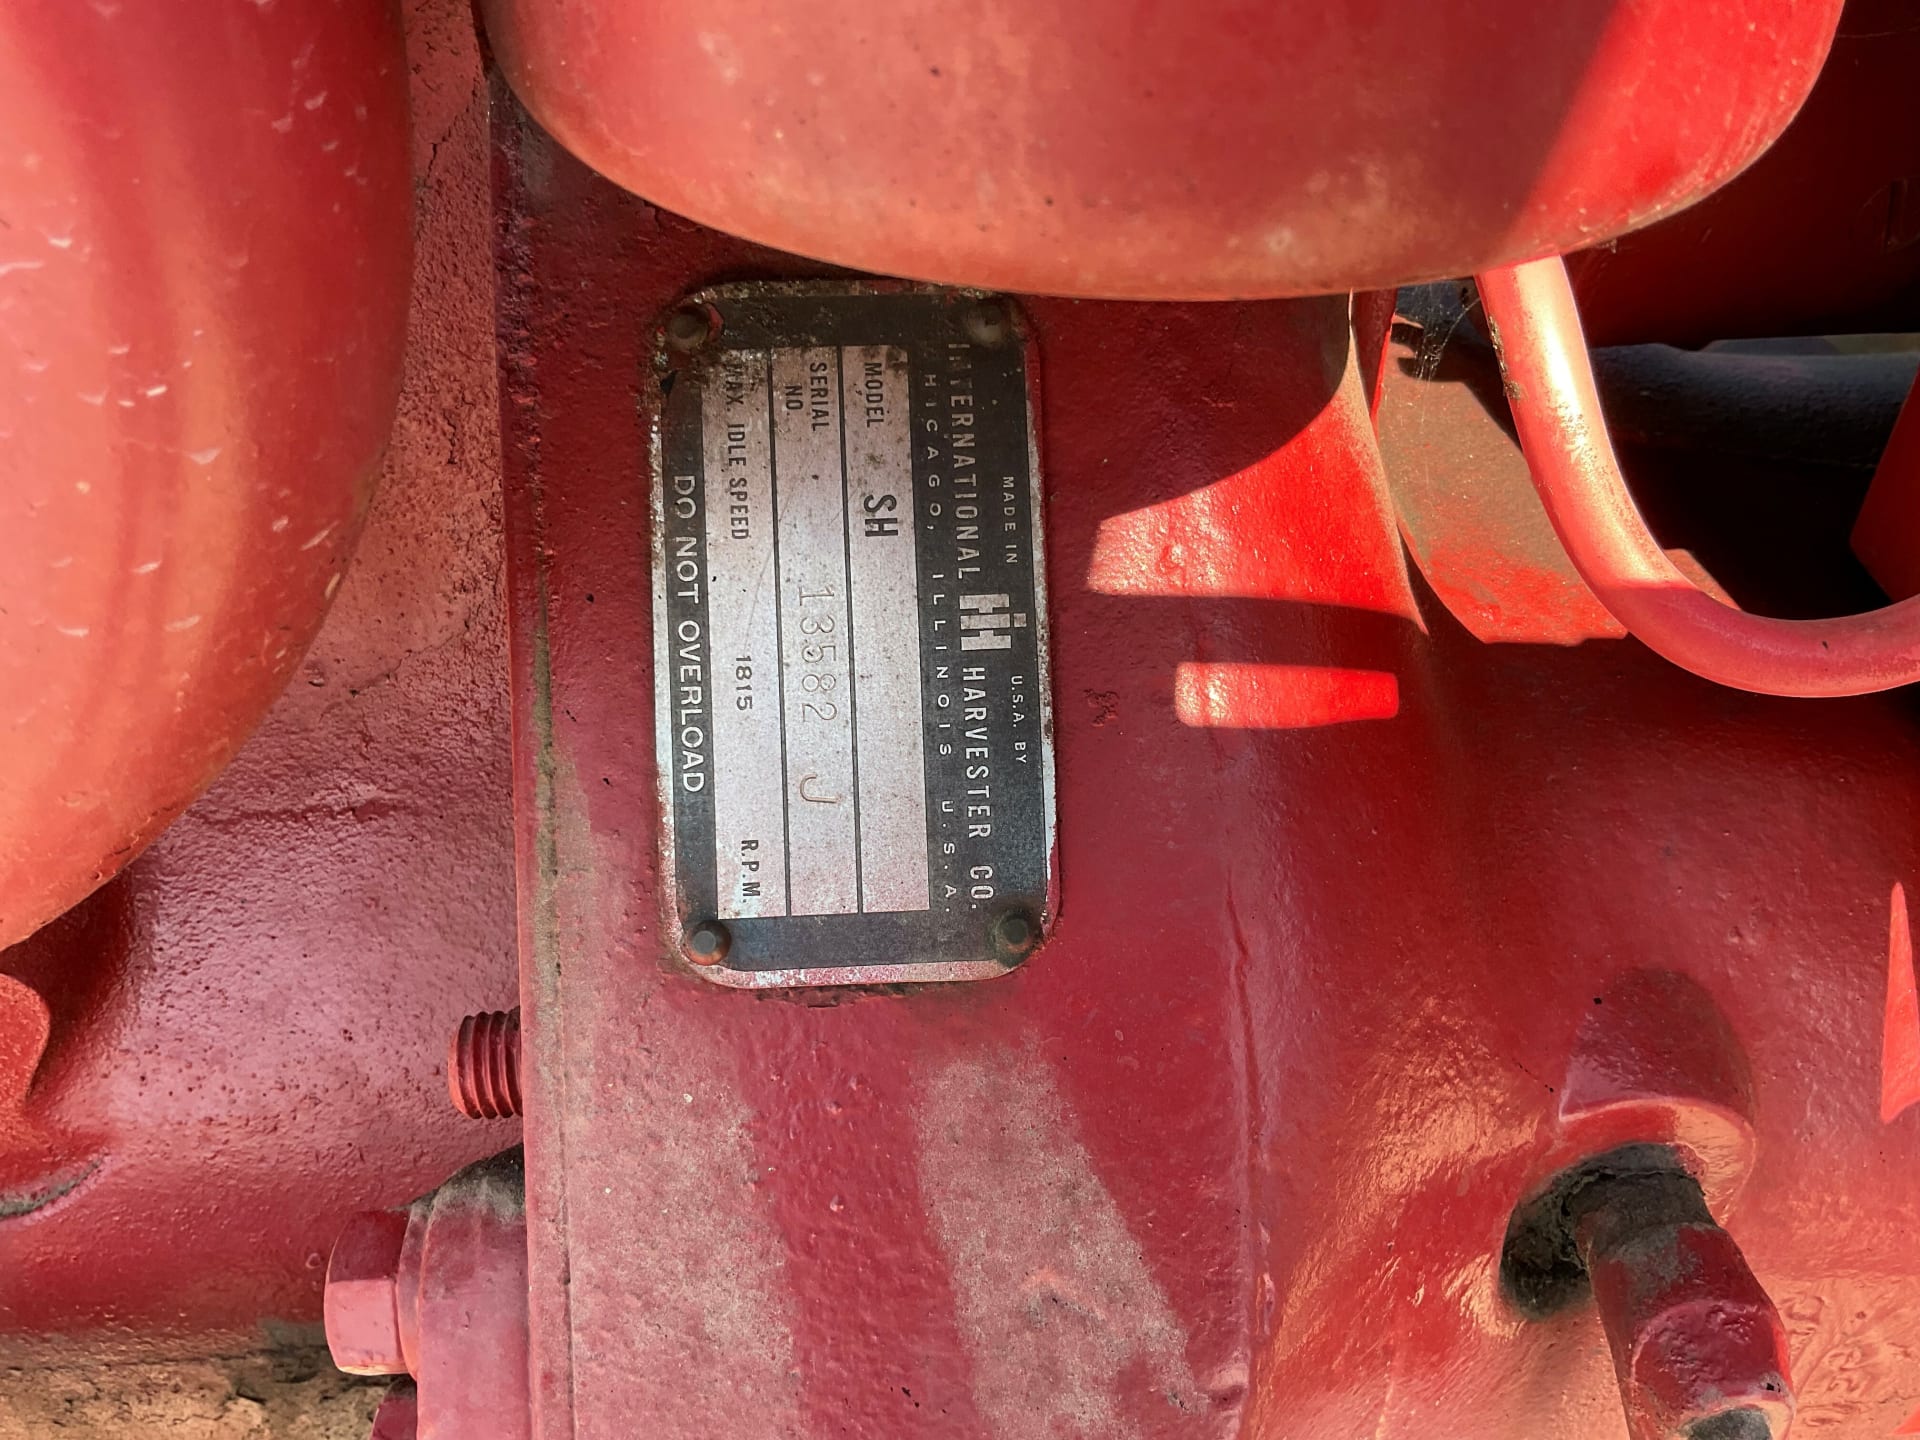 MADE IN U.S.A. BY
INTERNATIONAL IH HARVESTER CO.
CHICAGO, ILLINOIS U.S.A.
MODEL SH
SERIAL NO. 13582 J
MAX. IDLE SPEED 1815 R.P.M.
DO NOT OVERLOAD